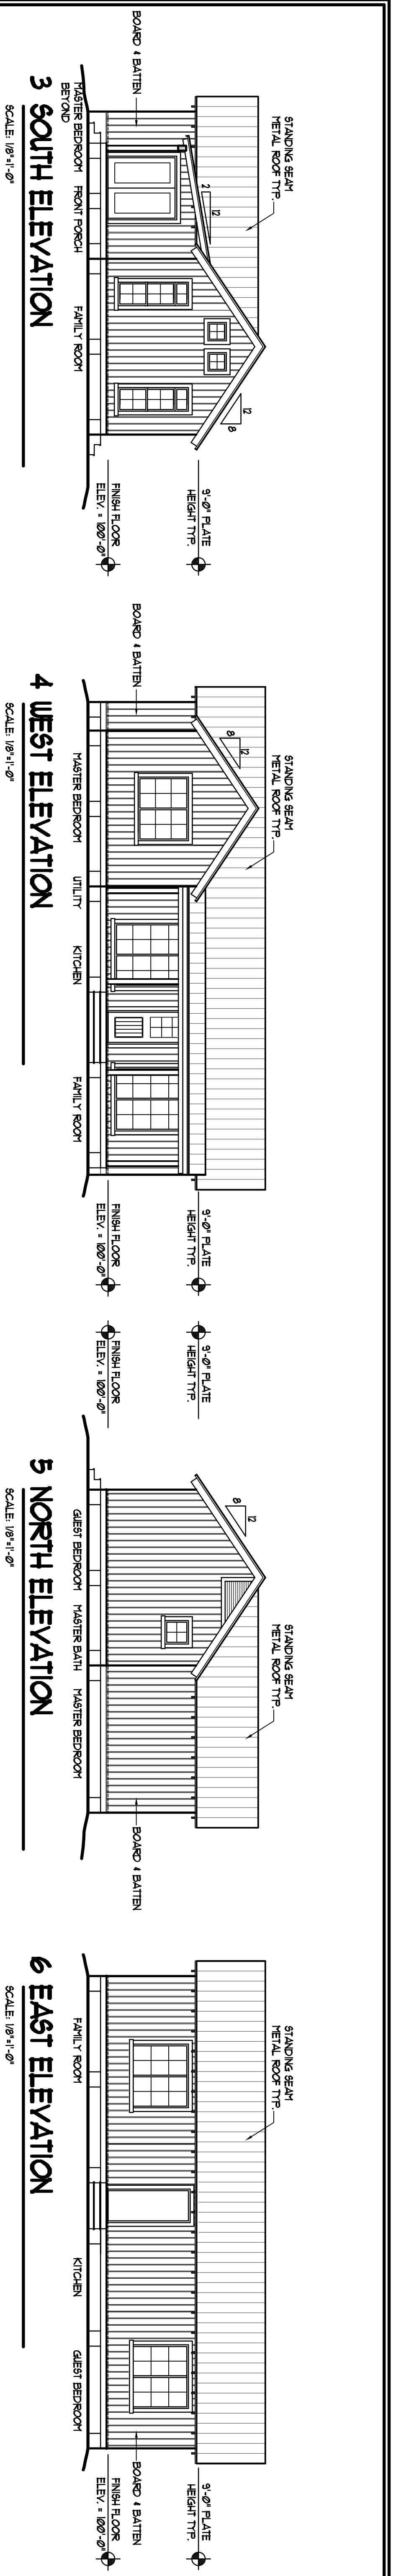 STANDING SEAM
METAL ROOF TYP.
BOARD & BATTEN
2
12
12
8
9'-0" PLATE
HEIGHT TYP.
FINISH FLOOR
ELEV. = 100'-0"
MASTER BEDROOM
BEYOND
FRONT PORCH
FAMILY ROOM
3 SOUTH ELEVATION
SCALE: 1/8"=1'-0"
STANDING SEAM
METAL ROOF TYP.
BOARD & BATTEN
8
12
9'-0" PLATE
HEIGHT TYP.
FINISH FLOOR
ELEV. = 100'-0"
MASTER BEDROOM
UTILITY
KITCHEN
FAMILY ROOM
4 WEST ELEVATION
SCALE: 1/8"=1'-0"
STANDING SEAM
METAL ROOF TYP.
9'-0" PLATE
HEIGHT TYP.
8
12
FINISH FLOOR
ELEV. = 100'-0"
BOARD & BATTEN
GUEST BEDROOM
MASTER BATH
MASTER BEDROOM
5 NORTH ELEVATION
SCALE: 1/8"=1'-0"
STANDING SEAM
METAL ROOF TYP.
9'-0" PLATE
HEIGHT TYP.
BOARD & BATTEN
FINISH FLOOR
ELEV. = 100'-0"
FAMILY ROOM
KITCHEN
GUEST BEDROOM
6 EAST ELEVATION
SCALE: 1/8"=1'-0"